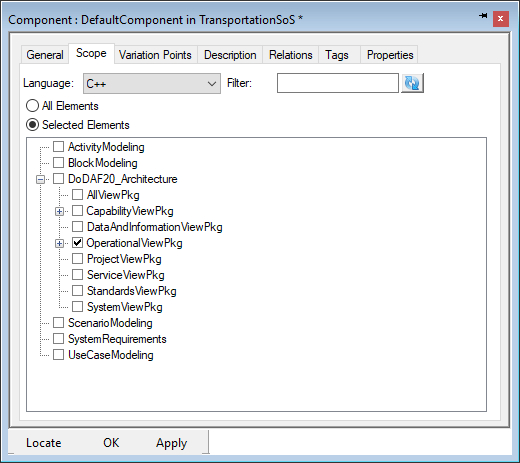 Component : DefaultComponent in TransportationSoS *
General Scope Variation Points Description Relations Tags Properties
Language: C++ Filter:
All Elements
Selected Elements
ActivityModeling
BlockModeling
DoDAF20_Architecture
AllViewPkg
CapabilityViewPkg
DataAndInformationViewPkg
OperationalViewPkg
ProjectViewPkg
ServiceViewPkg
StandardsViewPkg
SystemViewPkg
ScenarioModeling
SystemRequirements
UseCaseModeling
Locate OK Apply